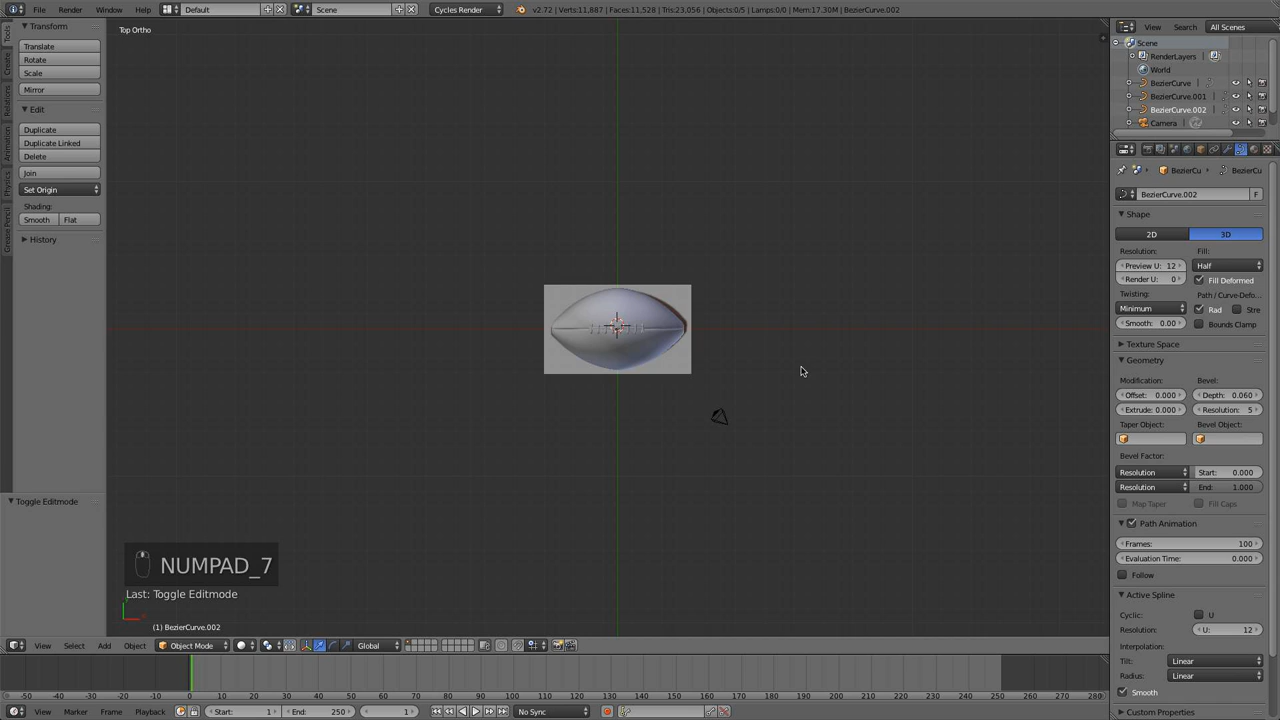 File Render Window Help Default Scene Cycles Render v2.72 | Verts:11,887 | Faces:11,528 | Tris:23,056 | Objects:0/5 | Lamps:0/0 | Mem:17.30M | BezierCurve.002
View Search All Scenes
Scene
RenderLayers
World
BezierCurve
BezierCurve.001
BezierCurve.002
Camera
Tools
Create
Relations
Animation
Physics
Grease Pencil
Transform
Translate
Rotate
Scale
Mirror
Edit
Duplicate
Duplicate Linked
Delete
Join
Set Origin
Shading:
Smooth Flat
History
Toggle Editmode
Top Ortho
NUMPAD_7
Last: Toggle Editmode
(1) BezierCurve.002
BezierCu BezierCu
BezierCurve.002 F
Shape
2D 3D
Resolution: Fill:
Preview U: 12 Half
Render U: 0 Fill Deformed
Twisting: Path / Curve-Defo...
Minimum Rad Stre
Smooth: 0.00 Bounds Clamp
Texture Space
Geometry
Modification: Bevel:
Offset: 0.000 Depth: 0.060
Extrude: 0.000 Resolution: 5
Taper Object: Bevel Object:
Bevel Factor:
Resolution Start: 0.000
Resolution End: 1.000
Map Taper Fill Caps
Path Animation
Frames: 100
Evaluation Time: 0.000
Follow
Active Spline
Cyclic: U
Resolution: U: 12
Interpolation:
Tilt: Linear
Radius: Linear
Smooth
Custom Properties
View Select Add Object Object Mode Global
-50 -40 -30 -20 -10 0 10 20 30 40 50 60 70 80 90 100 110 120 130 140 150 160 170 180 190 200 210 220 230 240 250 260 270 280
View Marker Frame Playback Start: 1 End: 250 1 No Sync